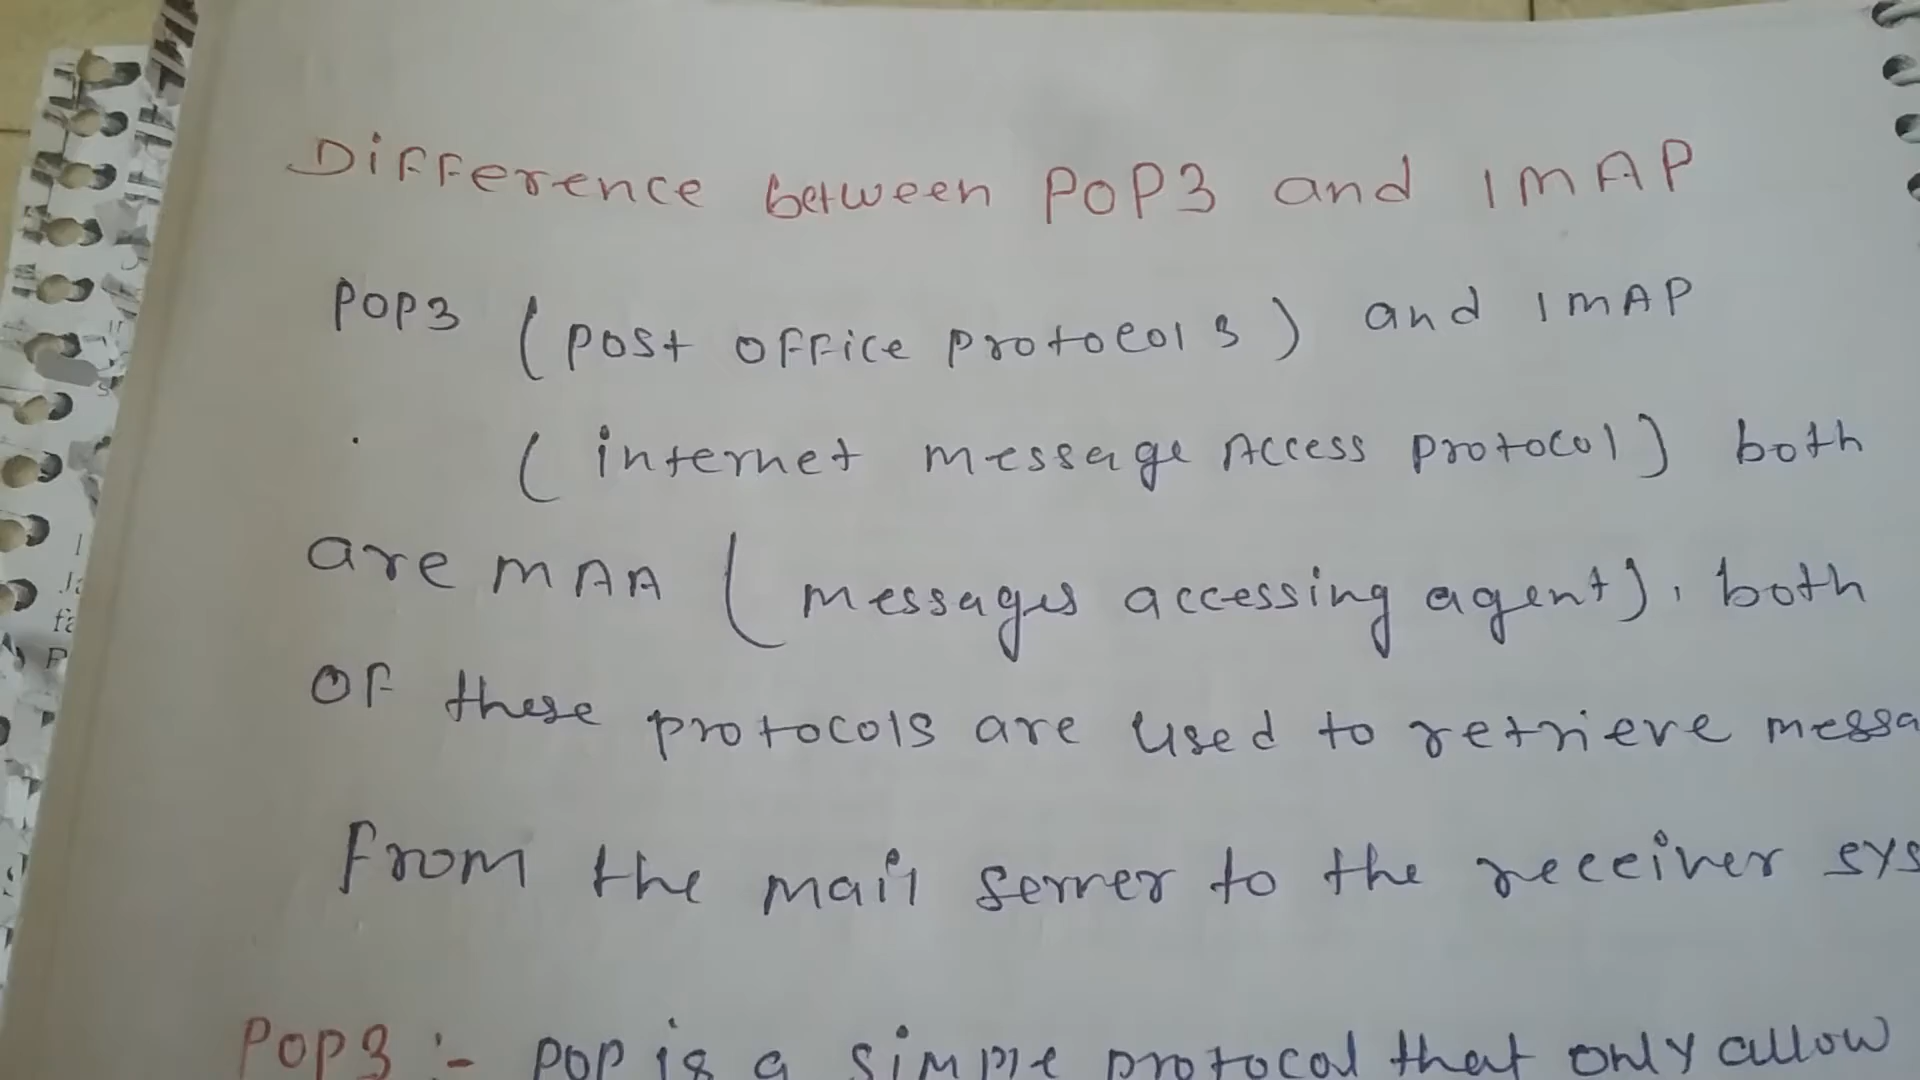 Difference between POP3 and IMAP
POP3 (post office protocol 3) and IMAP
(internet message Access protocol) both
are MAA (messages accessing agent). both
of these protocols are used to retrieve messa
From the mail server to the receiver sys
POP3 :- POP is a simple protocol that only allow